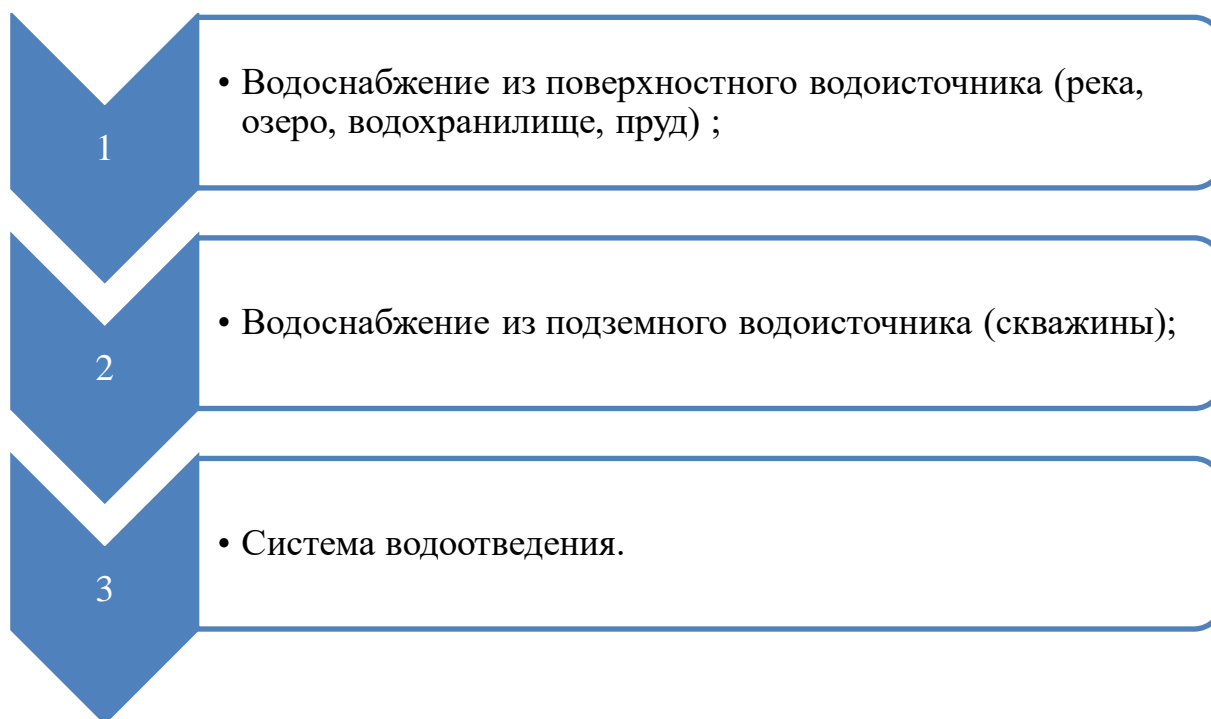 1
• Водоснабжение из поверхностного водоисточника (река,
озеро, водохранилище, пруд) ;
2
• Водоснабжение из подземного водоисточника (скважины);
3
• Система водоотведения.